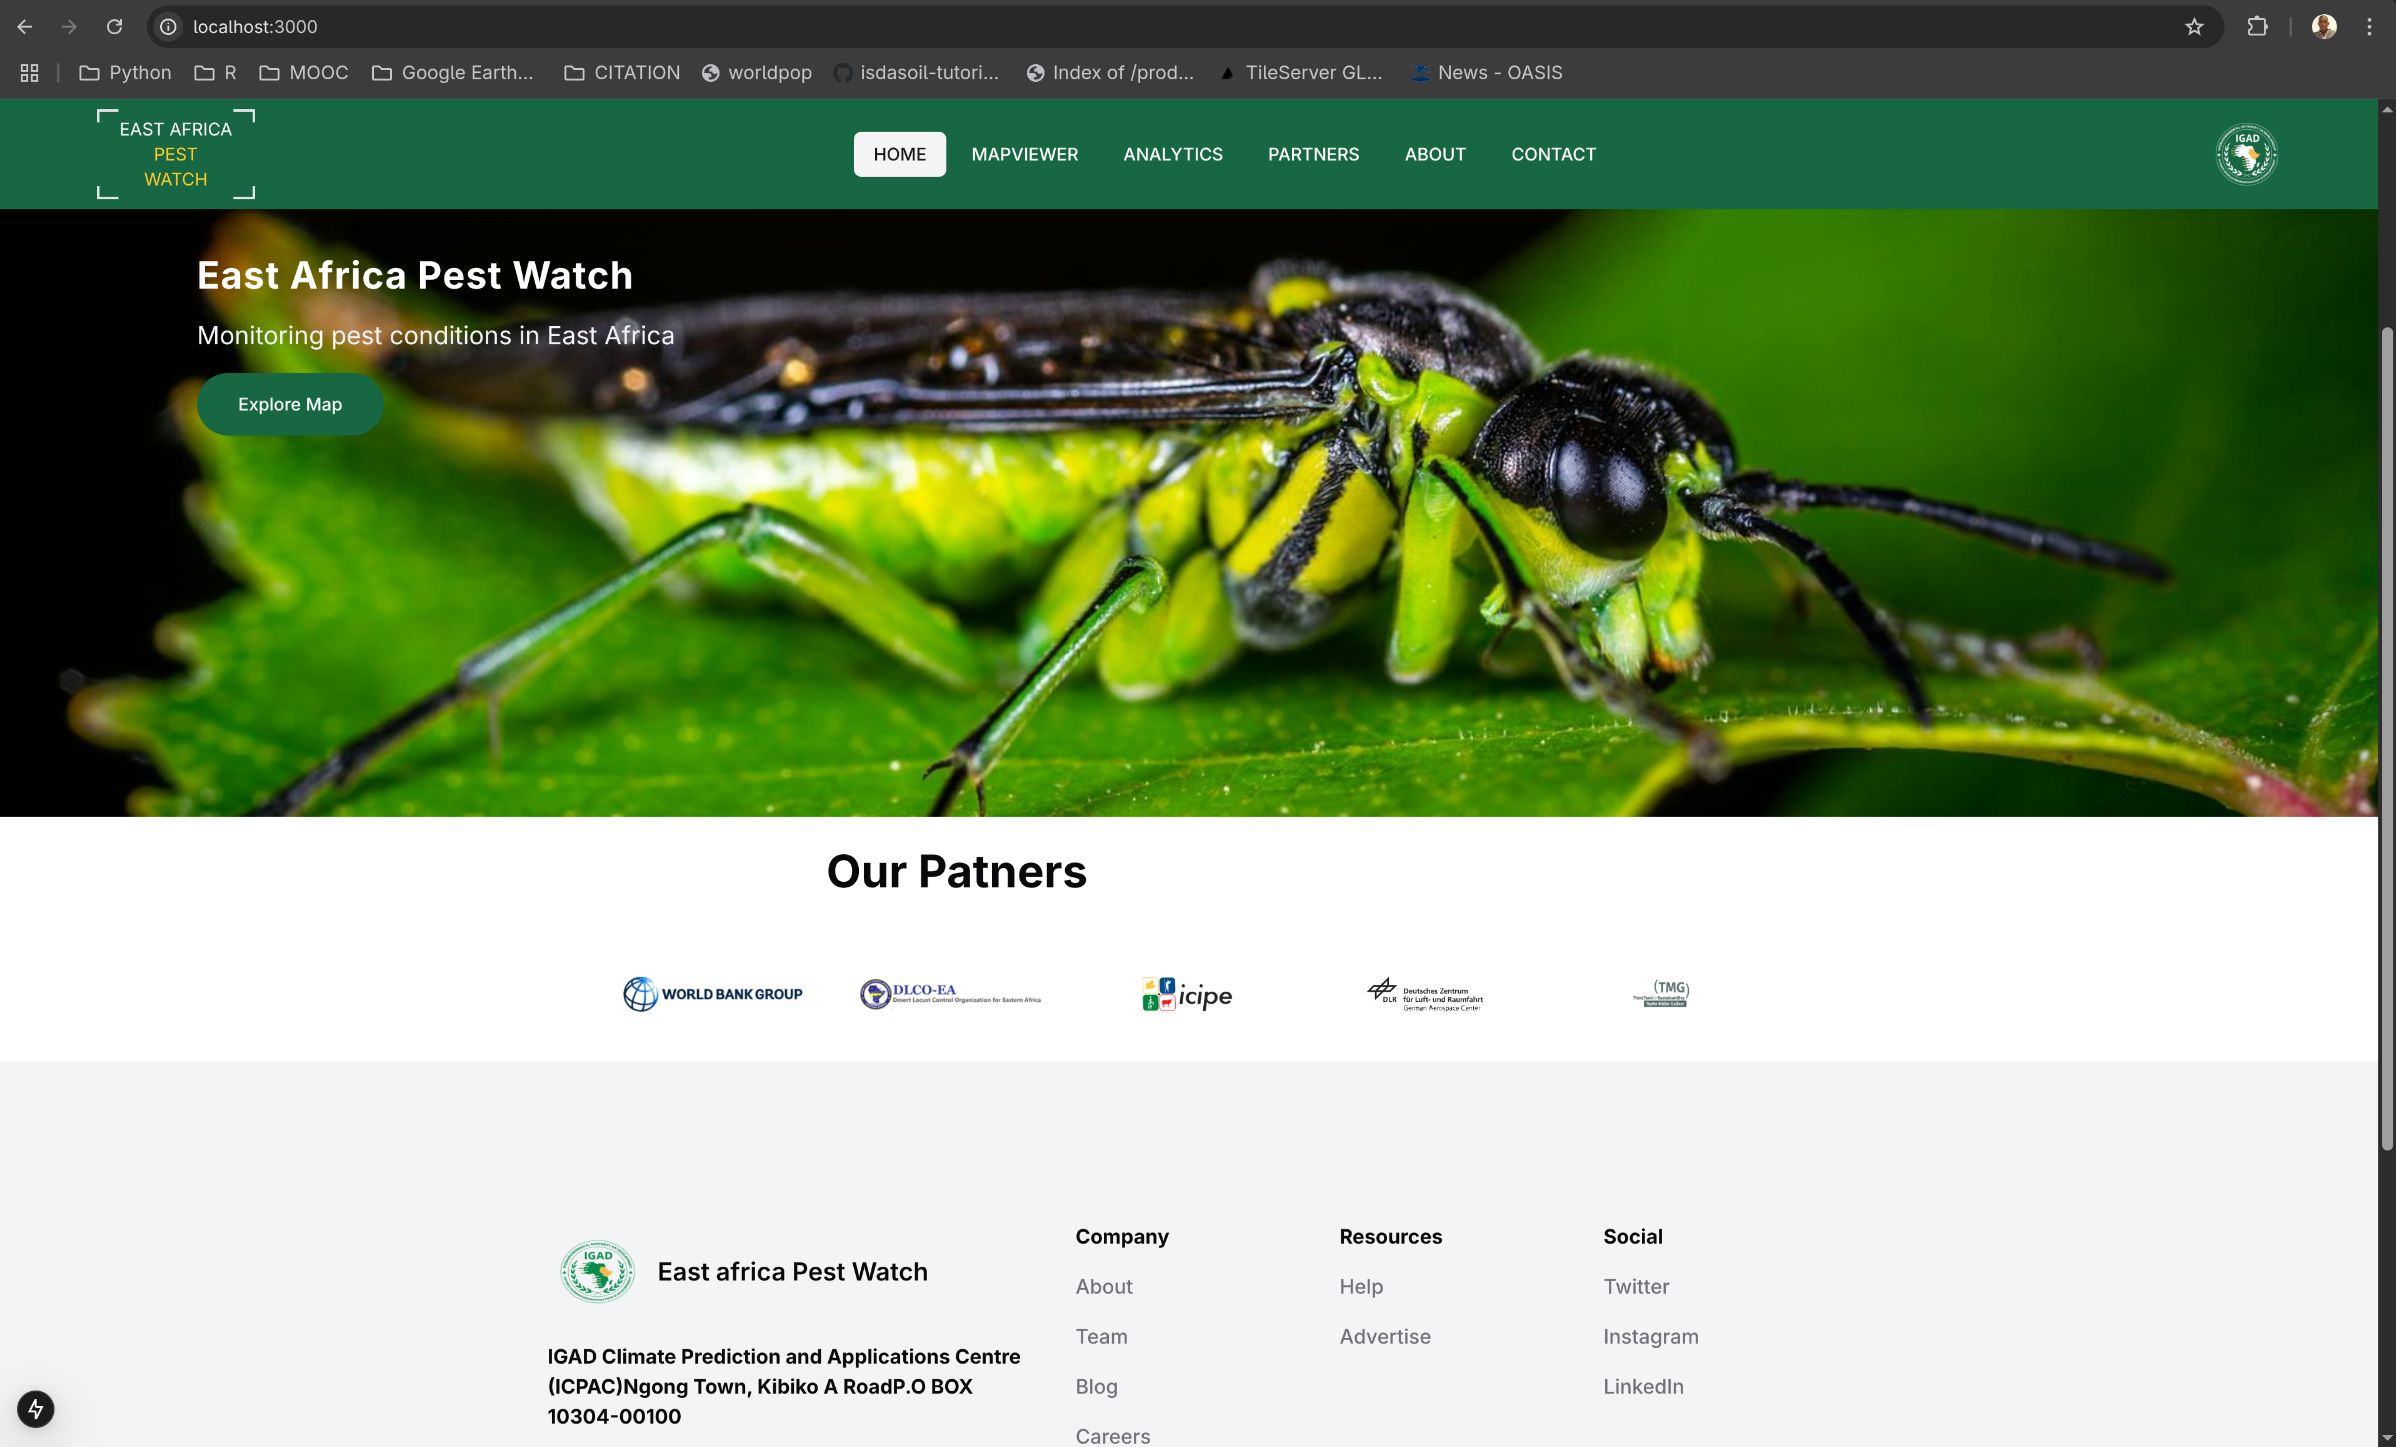 localhost:3000
Python R MOOC Google Earth... CITATION worldpop isdasoil-tutori... Index of /prod... TileServer GL... News - OASIS
EAST AFRICA
PEST
WATCH
HOME MAPVIEWER ANALYTICS PARTNERS ABOUT CONTACT
IGAD
East Africa Pest Watch
Monitoring pest conditions in East Africa
Explore Map
Our Patners
WORLD BANK GROUP
DLCO-EA
Desert Locust Control Organization for Eastern Africa
icipe
DLR
Deutsches Zentrum
für Luft- und Raumfahrt
German Aerospace Center
(TMG)
IGAD
East africa Pest Watch
IGAD Climate Prediction and Applications Centre
(ICPAC)Ngong Town, Kibiko A RoadP.O BOX
10304-00100
Company
About
Team
Blog
Careers
Resources
Help
Advertise
Social
Twitter
Instagram
LinkedIn